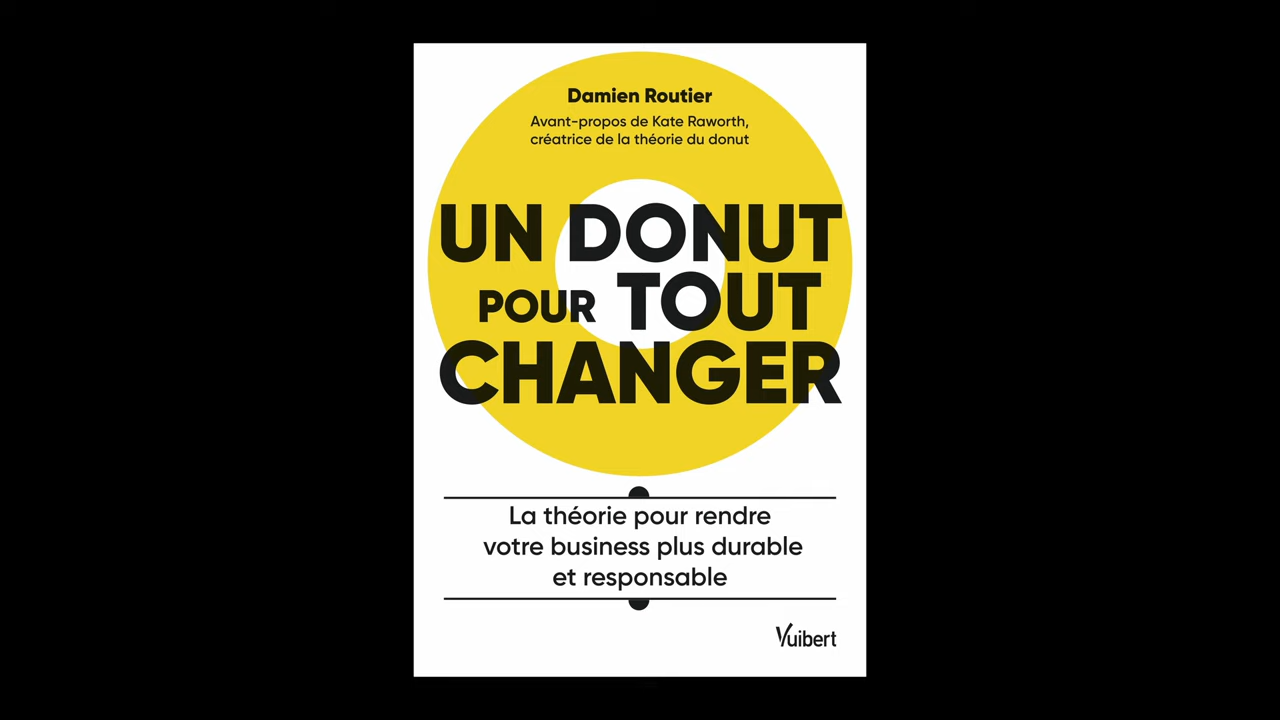 Damien Routier
Avant-propos de Kate Raworth,
créatrice de la théorie du donut
UN DONUT
POUR TOUT
CHANGER
La théorie pour rendre
votre business plus durable
et responsable
Vuibert